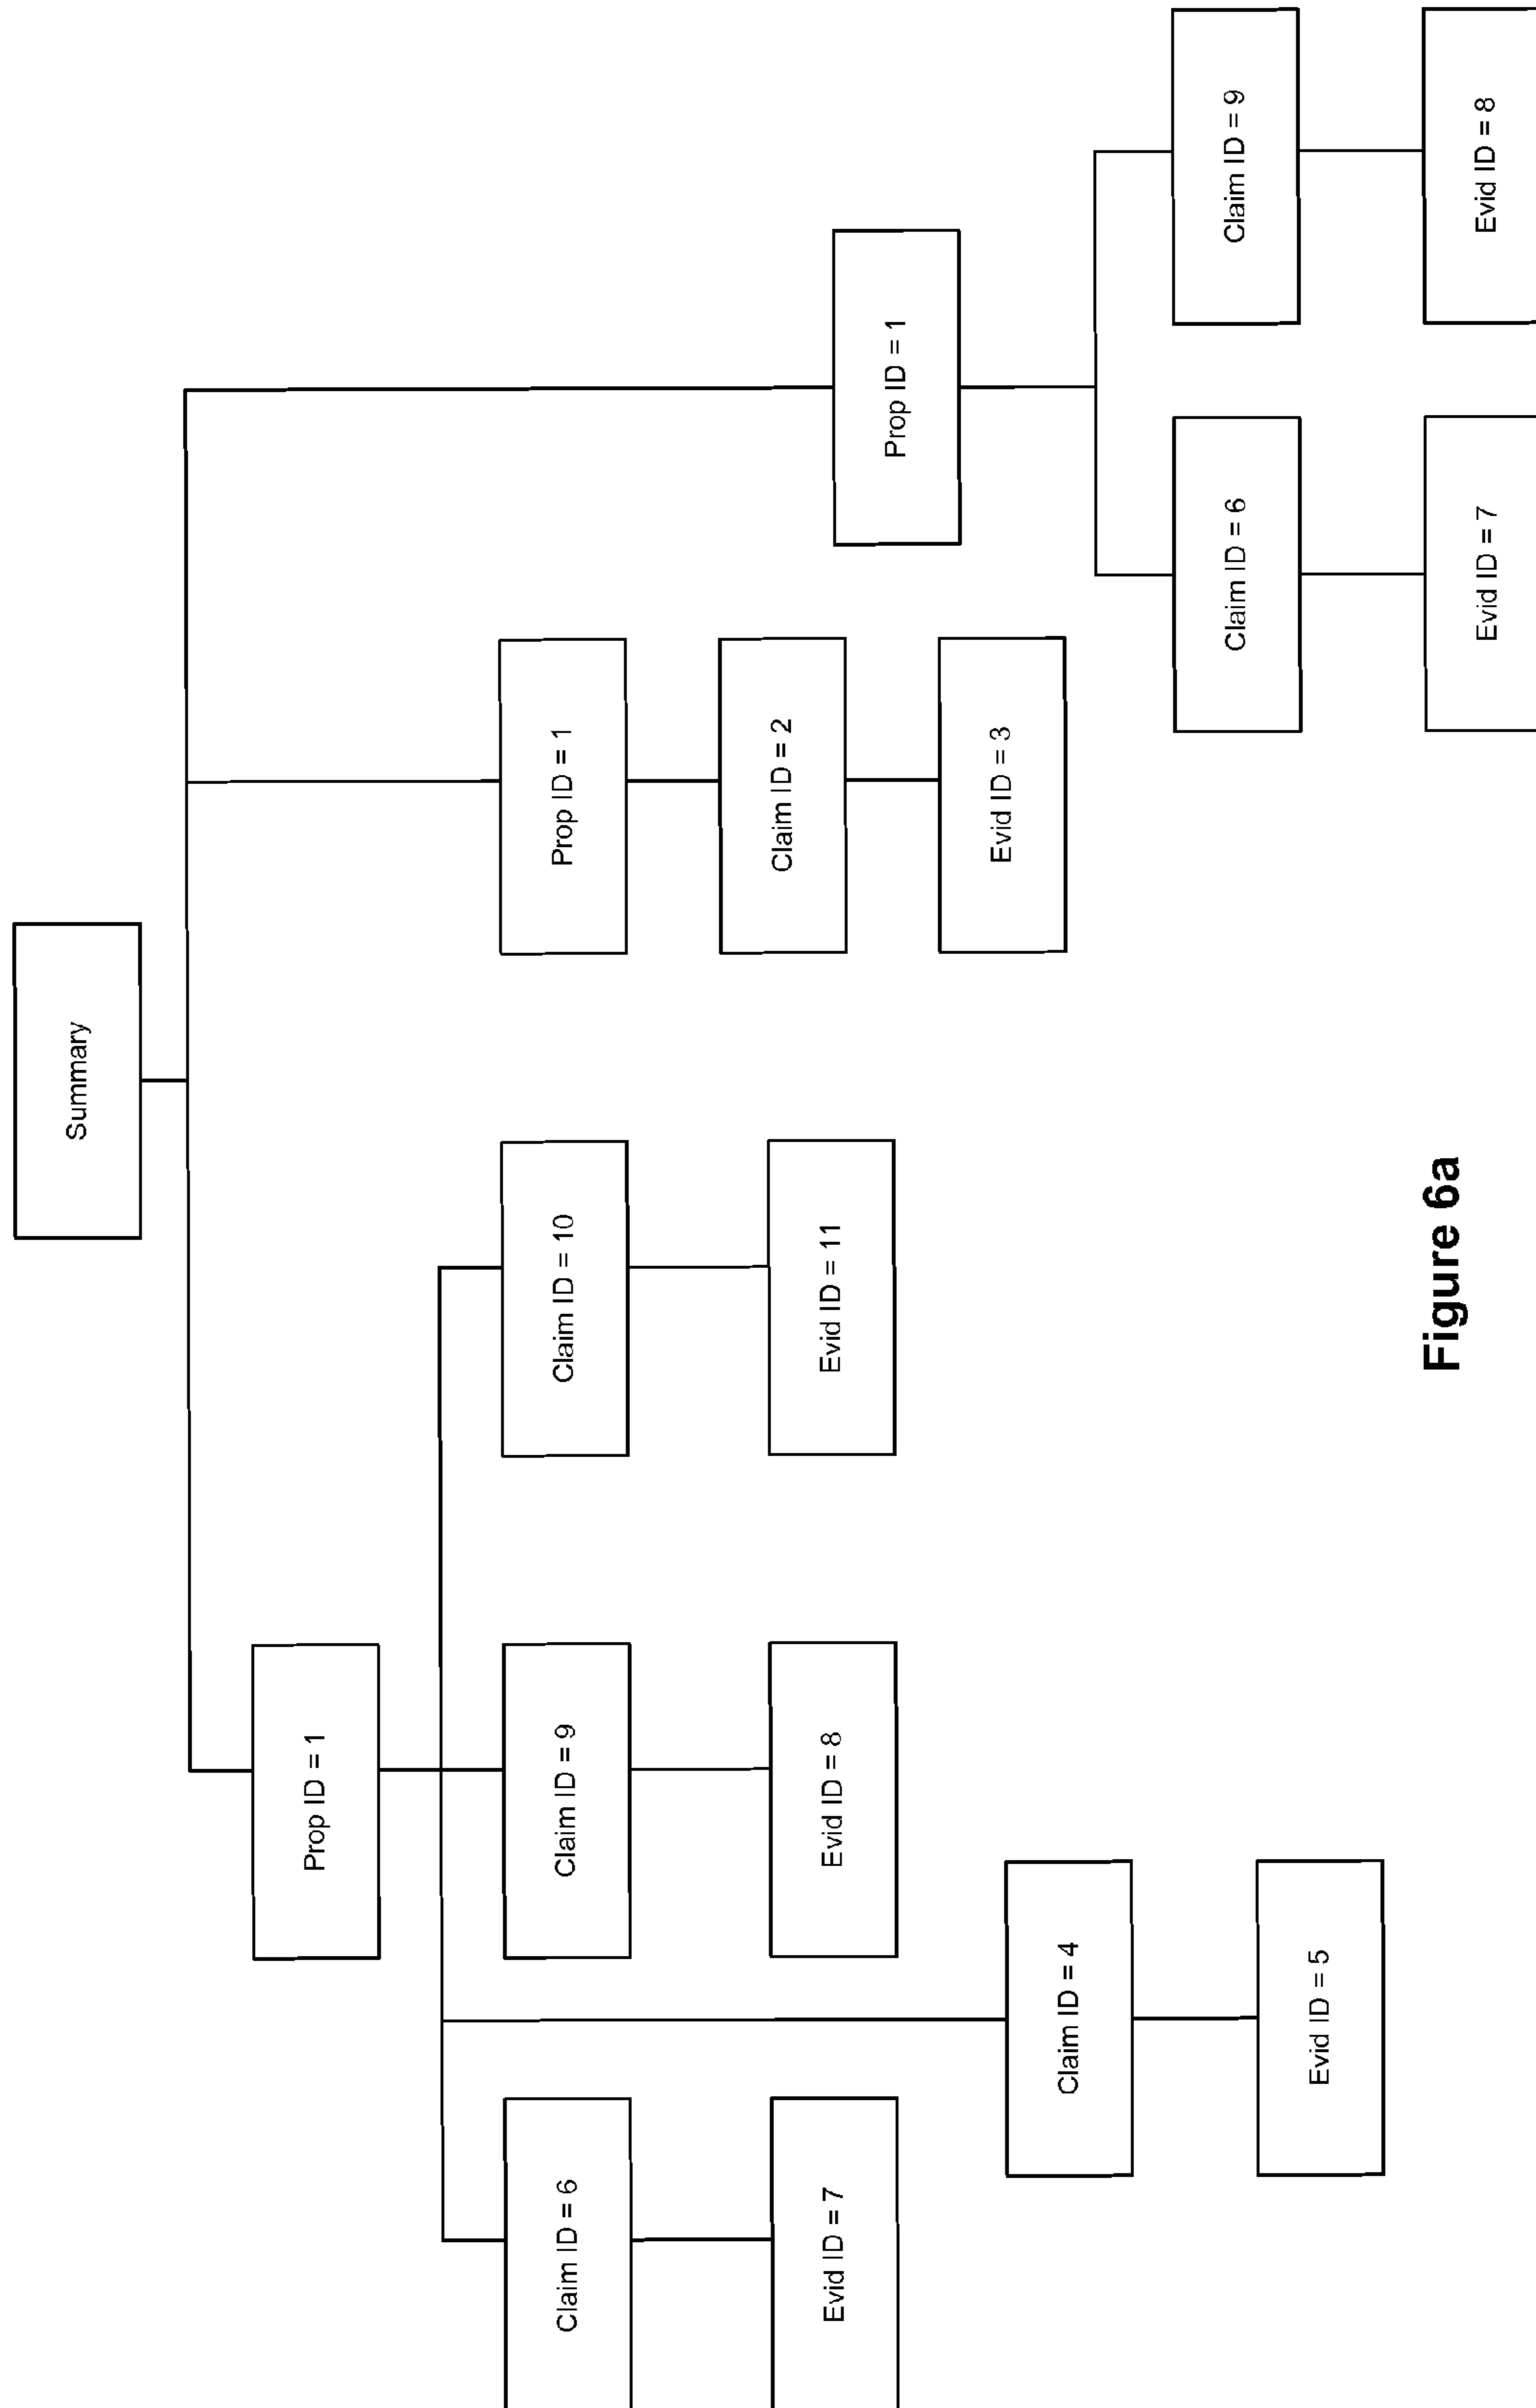 Summary
Prop ID = 1
Claim ID = 6
Evid ID = 7
Claim ID = 4
Evid ID = 5
Claim ID = 9
Evid ID = 8
Claim ID = 10
Evid ID = 11
Prop ID = 1
Claim ID = 2
Evid ID = 3
Prop ID = 1
Claim ID = 6
Evid ID = 7
Claim ID = 9
Evid ID = 8
Figure 6a